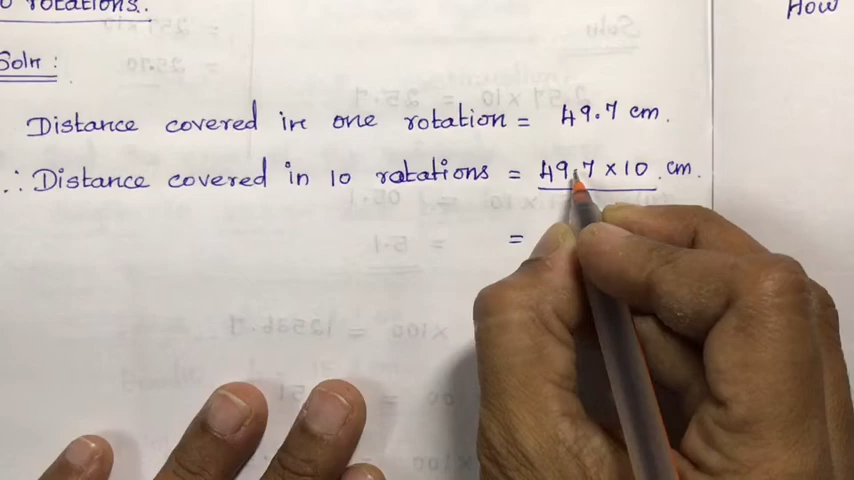 rotations.
How
Soln :
Distance covered in one rotation = 49.7 cm.
∴ Distance covered in 10 rotations = 49.7 × 10 cm.
=